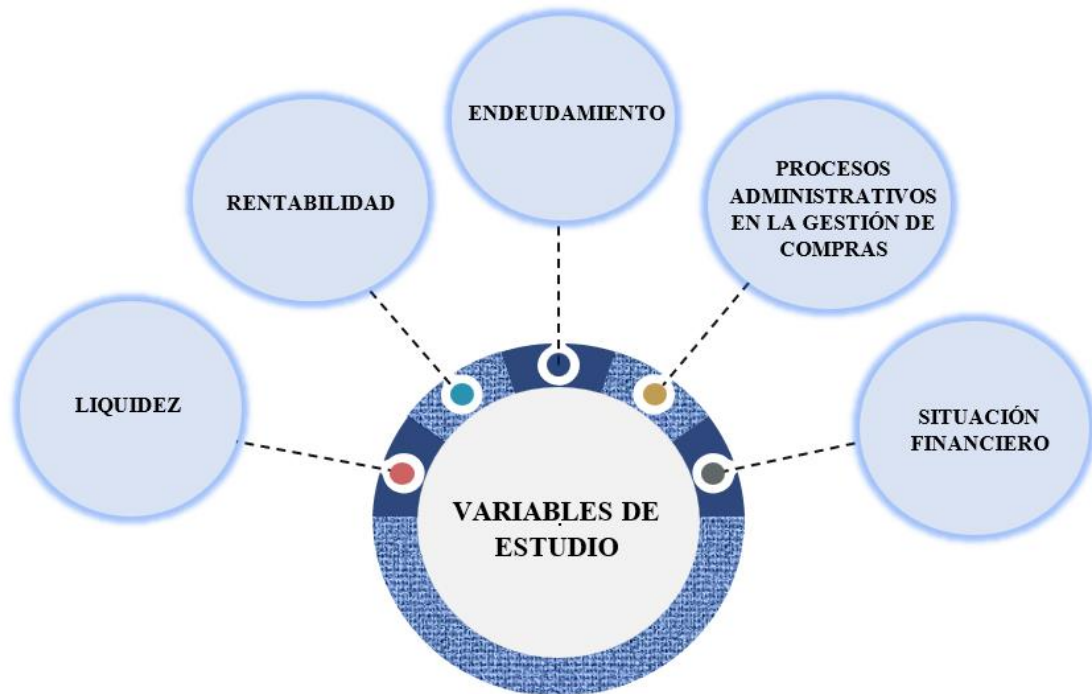 ENDEUDAMIENTO
RENTABILIDAD
PROCESOS
ADMINISTRATIVOS
EN LA GESTIÓN DE
COMPRAS
LIQUIDEZ
SITUACIÓN
FINANCIERO
VARIABLES DE
ESTUDIO